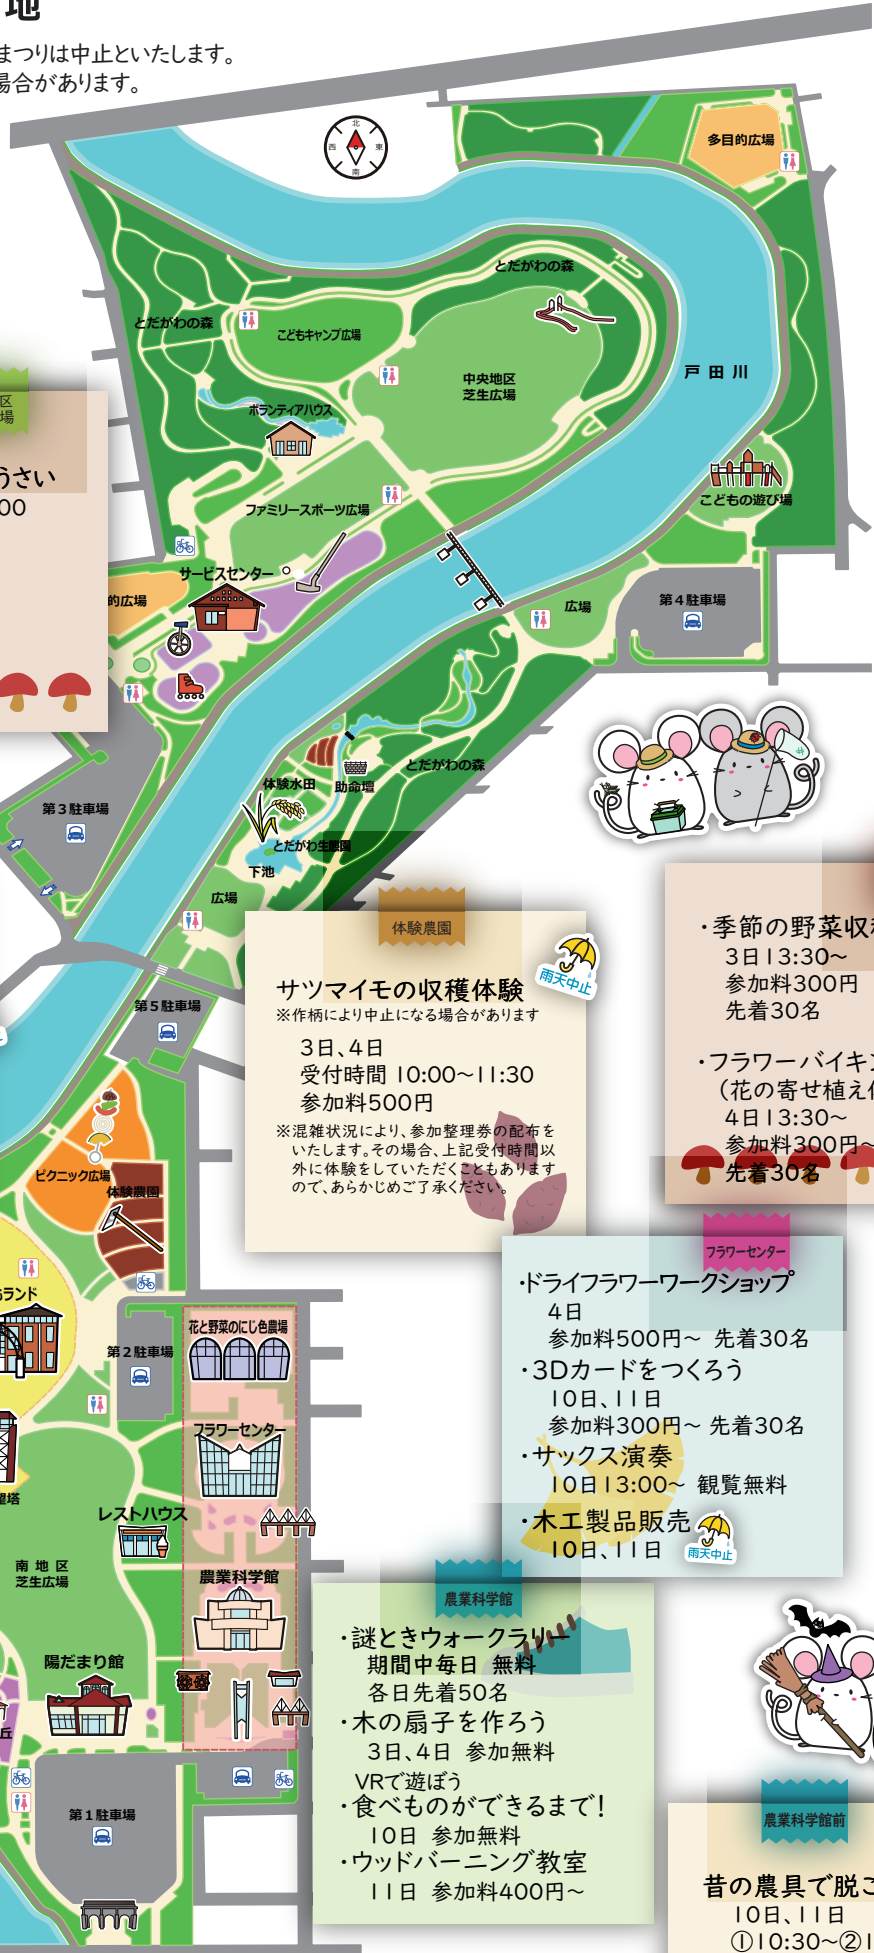 地
まつりは中止といたします。
場合があります。
北
西
東
南
多目的広場
とだがわの森
とだがわの森
こどもキャンプ広場
中央地区
芝生広場
戸田川
ボランティアハウス
区
場
うさい
00
こどもの遊び場
ファミリースポーツ広場
サービスセンター
的広場
広場
第4駐車場
とだがわの森
体験水田
助命壇
第3駐車場
とだがわ生態園
下池
広場
体験農園
サツマイモの収穫体験
雨天中止
※作柄により中止になる場合があります
3日、4日
受付時間 10:00～11:30
参加料500円
※混雑状況により、参加整理券の配布を
いたします。その場合、上記受付時間以
外に体験をしていただくこともあります
ので、あらかじめご了承ください。
・季節の野菜収
3日13:30～
参加料300円
先着30名
・フラワーバイキン
（花の寄せ植え
4日13:30～
参加料300円～
先着30名
第5駐車場
ピクニック広場
体験農園
ランド
第2駐車場
花と野菜のにじ色農場
フラワーセンター
フラワーセンター
・ドライフラワーワークショップ
4日
参加料500円～ 先着30名
・3Dカードをつくろう
10日、11日
参加料300円～ 先着30名
・サックス演奏
10日13:00～ 観覧無料
・木工製品販売
雨天中止
10日、11日
塔
レストハウス
南地区
芝生広場
農業科学館
陽だまり館
丘
第1駐車場
農業科学館
・謎ときウォークラリー
期間中毎日 無料
各日先着50名
・木の扇子を作ろう
3日、4日 参加無料
VRで遊ぼう
・食べものができるまで！
10日 参加無料
・ウッドバーニング教室
11日 参加料400円～
農業科学館前
昔の農具で脱こ
10日、11日
①10:30～②1